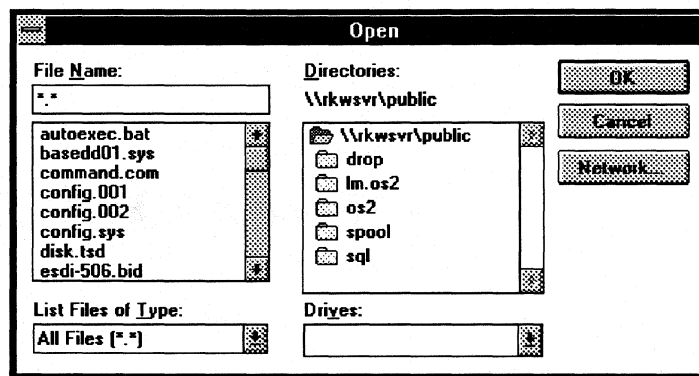 Open
File Name:
*.*
autoexec.bat
basedd01.sys
command.com
config.001
config.002
config.sys
disk.tsd
esdi-506.bid
List Files of Type:
All Files (*.*)
Directories:
\\rkwsvr\public
\\rkwsvr\public
drop
lm.os2
os2
spool
sql
Drives:
OK
Cancel
Network...